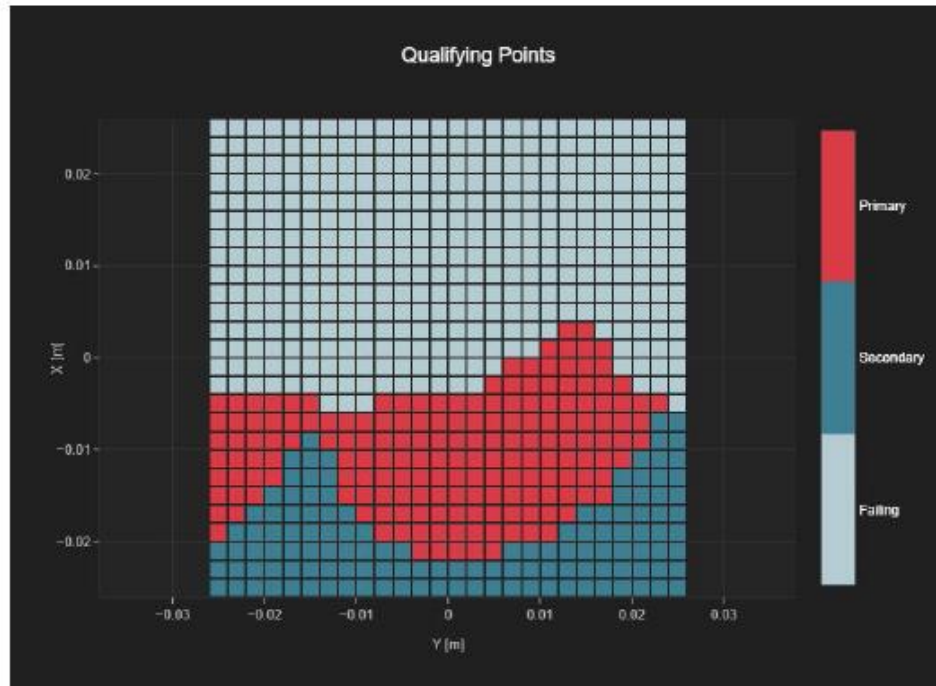 Qualifying Points
0.02
0.01
0
−0.01
−0.02
X [m]
−0.03
−0.02
−0.01
0
0.01
0.02
0.03
Y [m]
Primary
Secondary
Failing